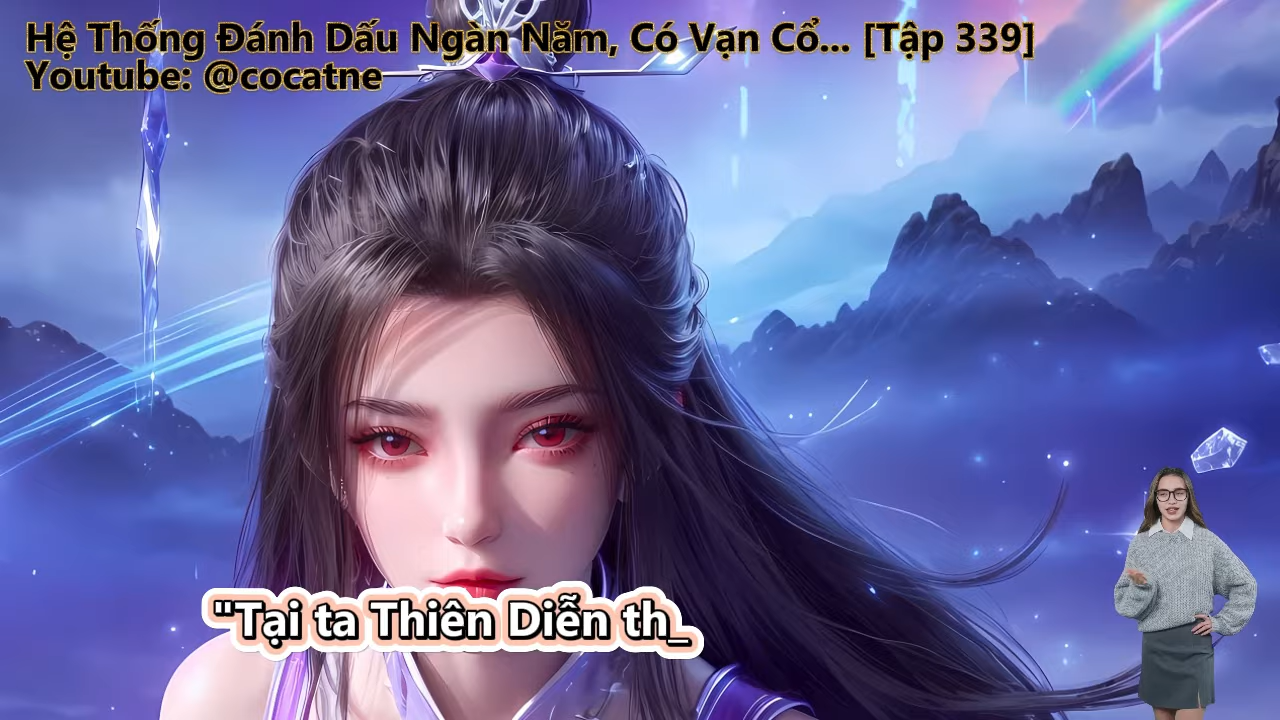 Hệ Thống Đánh Dấu Ngàn Năm, Có Vạn Cổ... [Tập 339]
Youtube: @cocatne
"Tại ta Thiên Diễn th_